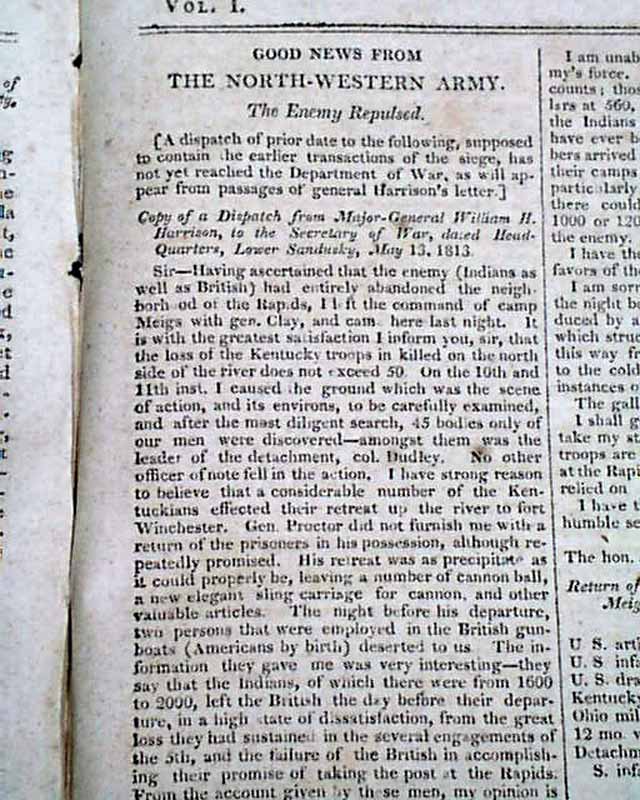 VOL. I.
GOOD NEWS FROM
THE NORTH-WESTERN ARMY.
The Enemy Repulsed.
[A dispatch of prior date to the following, supposed
to contain the earlier transactions of the siege, has
not yet reached the Department of War, as will ap-
pear from passages of general Harrison's letter.]
Copy of a Dispatch from Major-General William H.
Harrison, to the Secretary of War, dated Head-
Quarters, Lower Sandusky, May 13, 1813.
Sir—Having ascertained that the enemy (Indians as
well as British) had entirely abandoned the neigh-
borh od of the Rapids, I left the command of camp
Meigs with gen. Clay, and cam here last night. It
is with the greatest satisfaction I inform you, sir, that
the loss of the Kentucky troops in killed on the north
side of the river does not exceed 50. On the 10th and
11th inst. I caused the ground which was the scene
of action, and its environs, to be carefully examined,
and after the most diligent search, 45 bodies only of
our men were discovered—amongst them was the
leader of the detachment, col. Dudley. No other
officer of note fell in the action. I have strong reason
to believe that a considerable number of the Ken-
tuckians effected their retreat up the river to fort
Winchester. Gen. Proctor did not furnish me with a
return of the prisoners in his possession, although re-
peatedly promised. His retreat was as precipitate as
it could properly be, leaving a number of cannon ball,
a new elegant sling carriage for cannon, and other
valuable articles. The night before his departure,
two persons that were employed in the British gun-
boats (Americans by birth) deserted to us. The in-
formation they gave me was very interesting—they
say that the Indians, of which there were from 1600
to 2000, left the British the day before their depar-
ture, in a high state of dissatisfaction, from the great
loss they had sustained in the several engagements of
the 5th, and the failure of the British in accomplish-
ing their promise of taking the post at the Rapids.
From the account given by these men, my opinion is
I am unab
my's force.
counts; thos
lars at 560,
the Indians
have ever b
bers arrived
their camps
particularly
there could
1000 or 120
the enemy.
I have the
favors of the
I am sorr
the night b
duced by a
which struc
this way fr
to the cold
instances o
The gall
I shall g
take my st
troops are
at the Rapi
relied on
I have t
humble se
The hon.
Return of
Meig
U S. arti
U. S. infa
U. S. dra
Kentucky
Ohio mil
12 mo. v
Detachm
S. infa